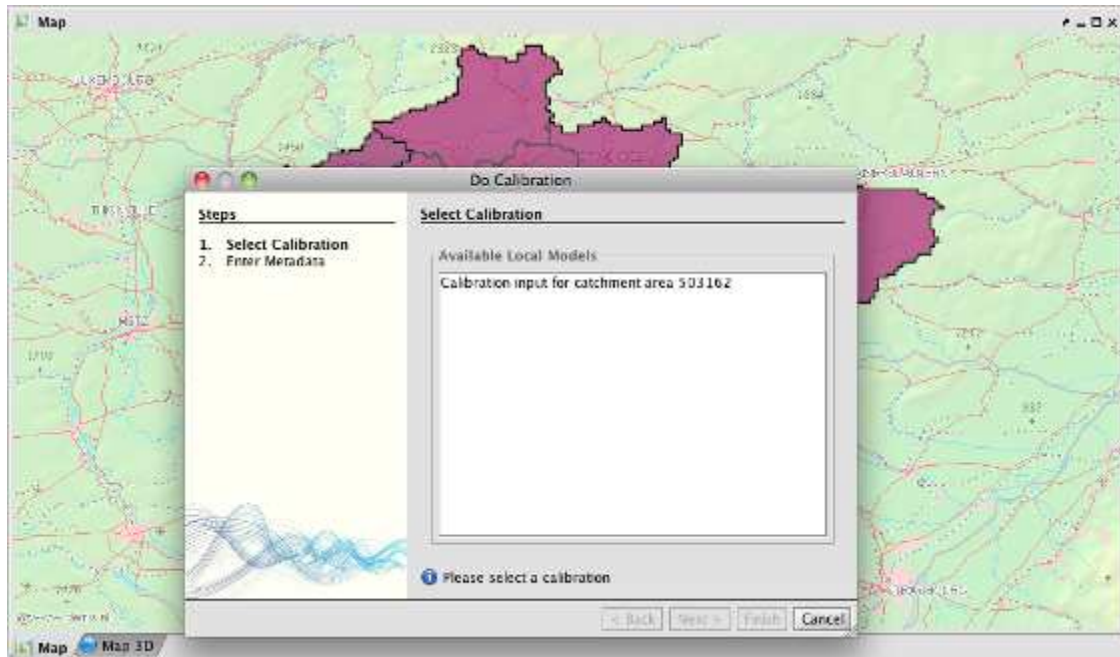 Map
Do Calibration
Steps
1. Select Calibration
2. Enter Metadata
Select Calibration
Available Local Models
Calibration input for catchment area 503162
Please select a calibration
< Back
Next >
Finish
Cancel
Map
Map 3D